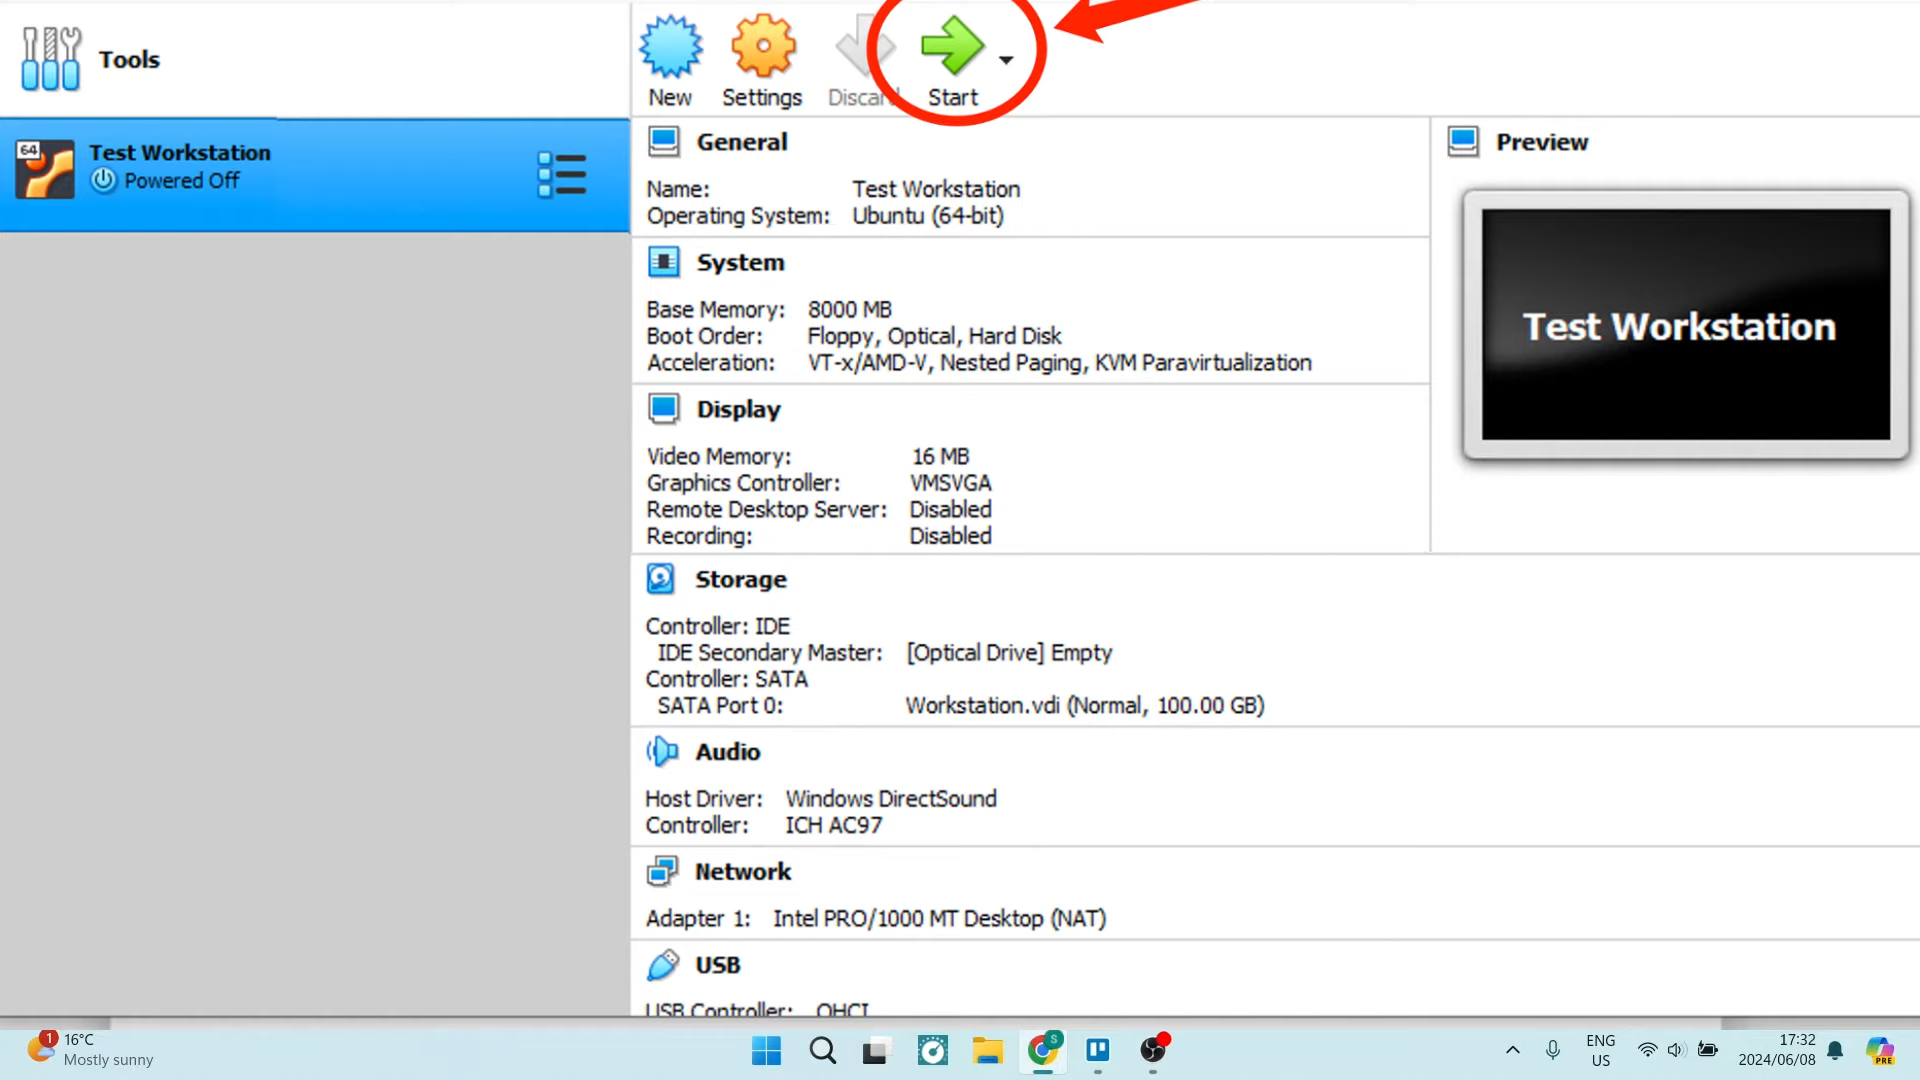 Tools
New
Settings
Discard
Start
64
Test Workstation
Powered Off
General
Name: Test Workstation
Operating System: Ubuntu (64-bit)
System
Base Memory: 8000 MB
Boot Order: Floppy, Optical, Hard Disk
Acceleration: VT-x/AMD-V, Nested Paging, KVM Paravirtualization
Display
Video Memory: 16 MB
Graphics Controller: VMSVGA
Remote Desktop Server: Disabled
Recording: Disabled
Preview
Test Workstation
Storage
Controller: IDE
IDE Secondary Master: [Optical Drive] Empty
Controller: SATA
SATA Port 0: Workstation.vdi (Normal, 100.00 GB)
Audio
Host Driver: Windows DirectSound
Controller: ICH AC97
Network
Adapter 1: Intel PRO/1000 MT Desktop (NAT)
USB
USB Controller: OHCI
1
16°C
Mostly sunny
S
ENG
US
17:32
2024/06/08
PRE